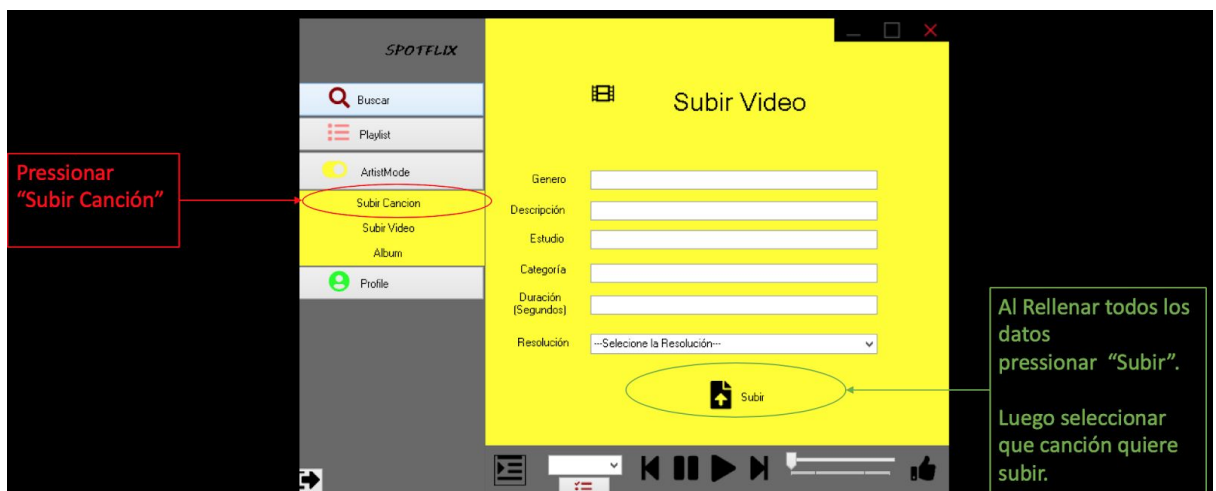 SPOTFLIX
Buscar
Playlist
ArtistMode
Subir Cancion
Subir Video
Album
Profile
Pressionar
“Subir Canción”
Subir Video
Genero
Descripción
Estudio
Categoría
Duración
(Segundos)
Resolución
---Selecione la Resolución---
Subir
Al Rellenar todos los
datos
pressionar “Subir”.
Luego seleccionar
que canción quiere
subir.